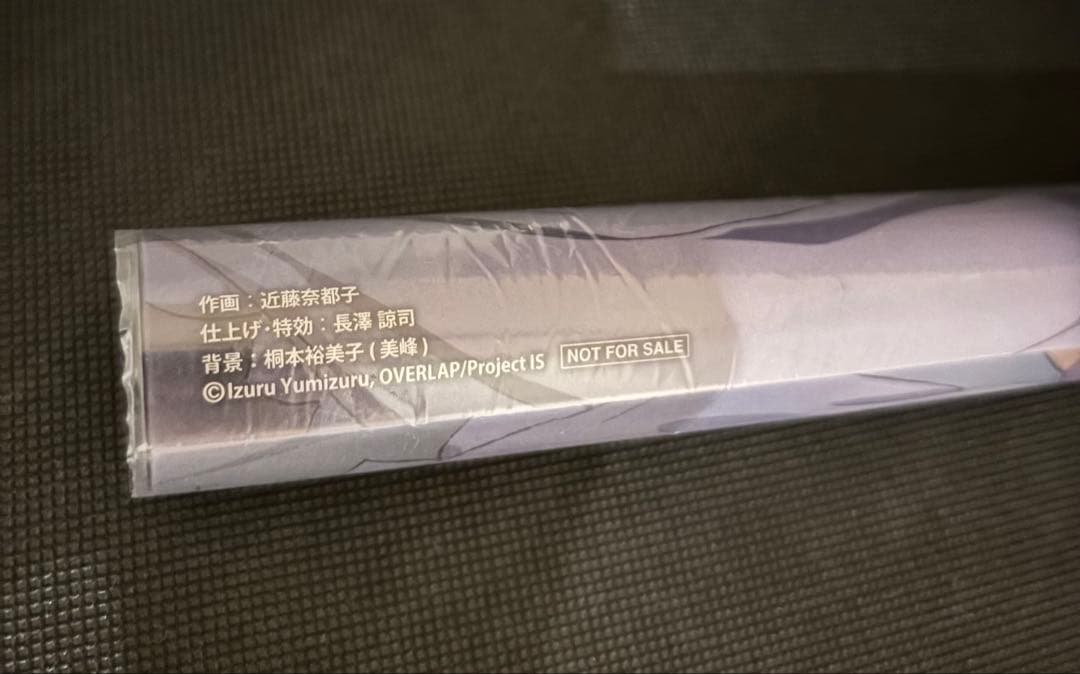 作画：近藤奈都子
仕上げ・特効：長澤 諒司
背景：桐本裕美子 ( 美峰 )
©Izuru Yumizuru, OVERLAP/Project IS NOT FOR SALE